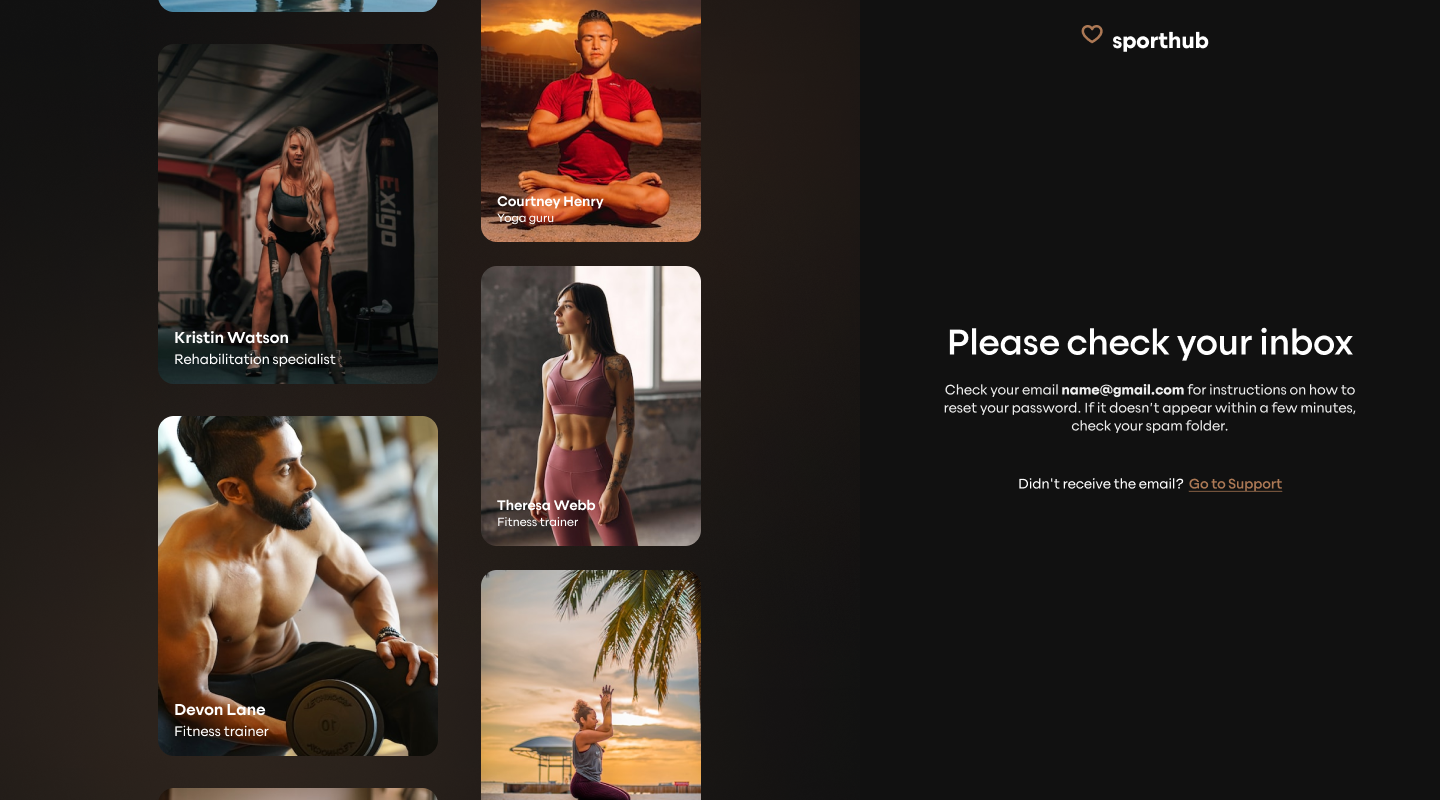 sporthub
Exigo
Courtney Henry
Yoga guru
Kristin Watson
Rehabilitation specialist
Please check your inbox
Check your email name@gmail.com for instructions on how to
reset your password. If it doesn't appear within a few minutes,
check your spam folder.
Didn't receive the email? Go to Support
Theresa Webb
Fitness trainer
Devon Lane
Fitness trainer
10